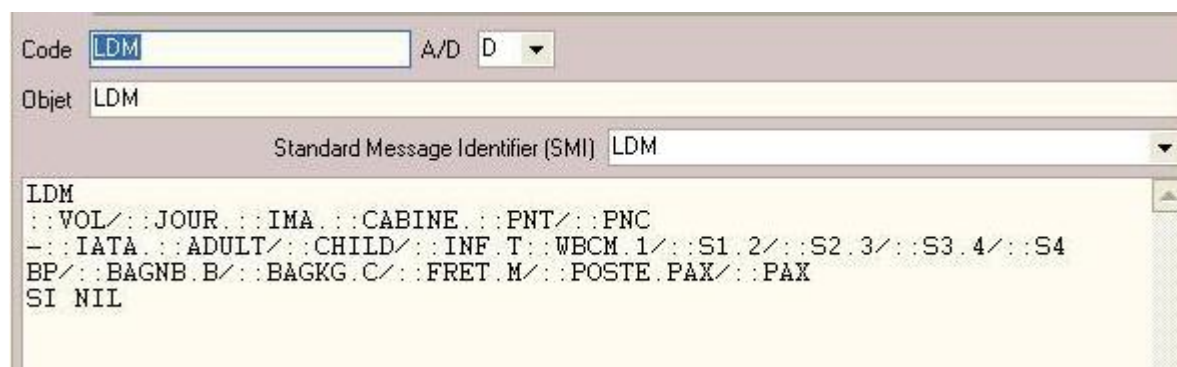 Code LDM A/D D
Objet LDM
Standard Message Identifier (SMI) LDM
LDM
::VOL/::JOUR.::IMA.::CABINE.::PNT/::PNC
-::IATA.::ADULT/::CHILD/::INF.T::WBCM.1/::S1.2/::S2.3/::S3.4/::S4
BP/::BAGNB.B/::BAGKG.C/::FRET.M/::POSTE.PAX/::PAX
SI NIL